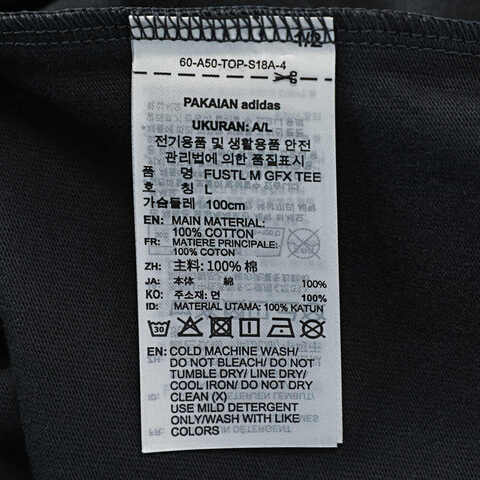 1/2
60-A50-TOP-S18A-4
PAKAIAN adidas
UKURAN: A/L
전기용품 및 생활용품 안전
관리법에 의한 품질표시
품 명 FUSTL M GFX TEE
호 칭 L
가슴둘레 100cm
EN: MAIN MATERIAL:
100% COTTON
FR: MATIERE PRINCIPALE:
100% COTON
ZH: 主料: 100% 棉
JA: 本体 綿 100%
KO: 주소재: 면 100%
ID: MATERIAL UTAMA: 100% KATUN
30
EN: COLD MACHINE WASH/
DO NOT BLEACH/ DO NOT
TUMBLE DRY/ LINE DRY/
COOL IRON/ DO NOT DRY
CLEAN (X)
USE MILD DETERGENT
ONLY/WASH WITH LIKE
COLORS